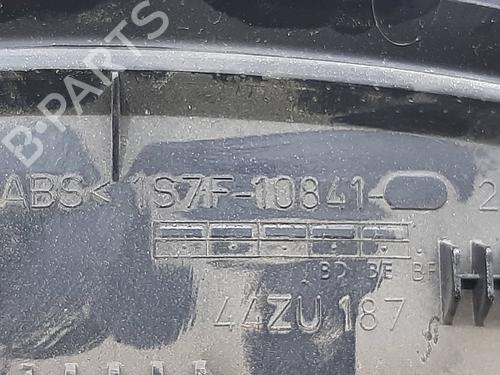 B-PARTS
ABS< 1S7F-10841- 2
BD BE BF
44ZU 187